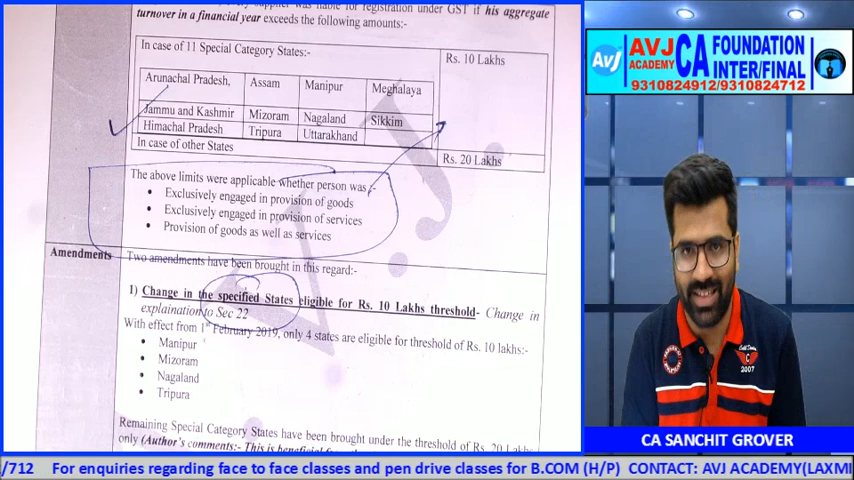 supplier was liable for registration under GST if his aggregate
turnover in a financial year exceeds the following amounts:-
In case of 11 Special Category States:-
Rs. 10 Lakhs
Arunachal Pradesh,
Assam
Manipur
Meghalaya
Jammu and Kashmir
Mizoram
Nagaland
Sikkim
Himachal Pradesh
Tripura
Uttarakhand
In case of other States
Rs. 20 Lakhs
The above limits were applicable whether person was,-
• Exclusively engaged in provision of goods
• Exclusively engaged in provision of services
• Provision of goods as well as services
Amendments
Two amendments have been brought in this regard:-
1) Change in the specified States eligible for Rs. 10 Lakhs threshold- Change in
explaination to Sec 22
With effect from 1st February 2019, only 4 states are eligible for threshold of Rs. 10 lakhs:-
• Manipur
• Mizoram
• Nagaland
• Tripura
Remaining Special Category States have been brought under the threshold of Rs. 20 Lakhs
only (Author's comments:- This is beneficial
A.V.J.
AVJ
AVJ
ACADEMY
CA
FOUNDATION
INTER/FINAL
9310824912/9310824712
2007
CA SANCHIT GROVER
/712 For enquiries regarding face to face classes and pen drive classes for B.COM (H/P) CONTACT: AVJ ACADEMY(LAXMI